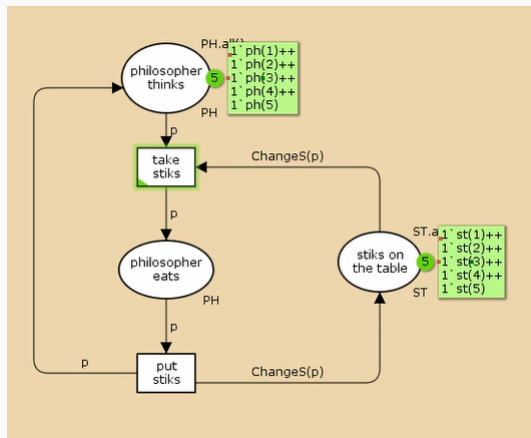 PH.all()
philosopher
thinks
5
1`ph(1)++
1`ph(2)++
1`ph(3)++
1`ph(4)++
1`ph(5)
PH
p
take
stiks
ChangeS(p)
p
ST.a
stiks on
the table
5
1`st(1)++
1`st(2)++
1`st(3)++
1`st(4)++
1`st(5)
ST
philosopher
eats
PH
p
put
stiks
p
ChangeS(p)